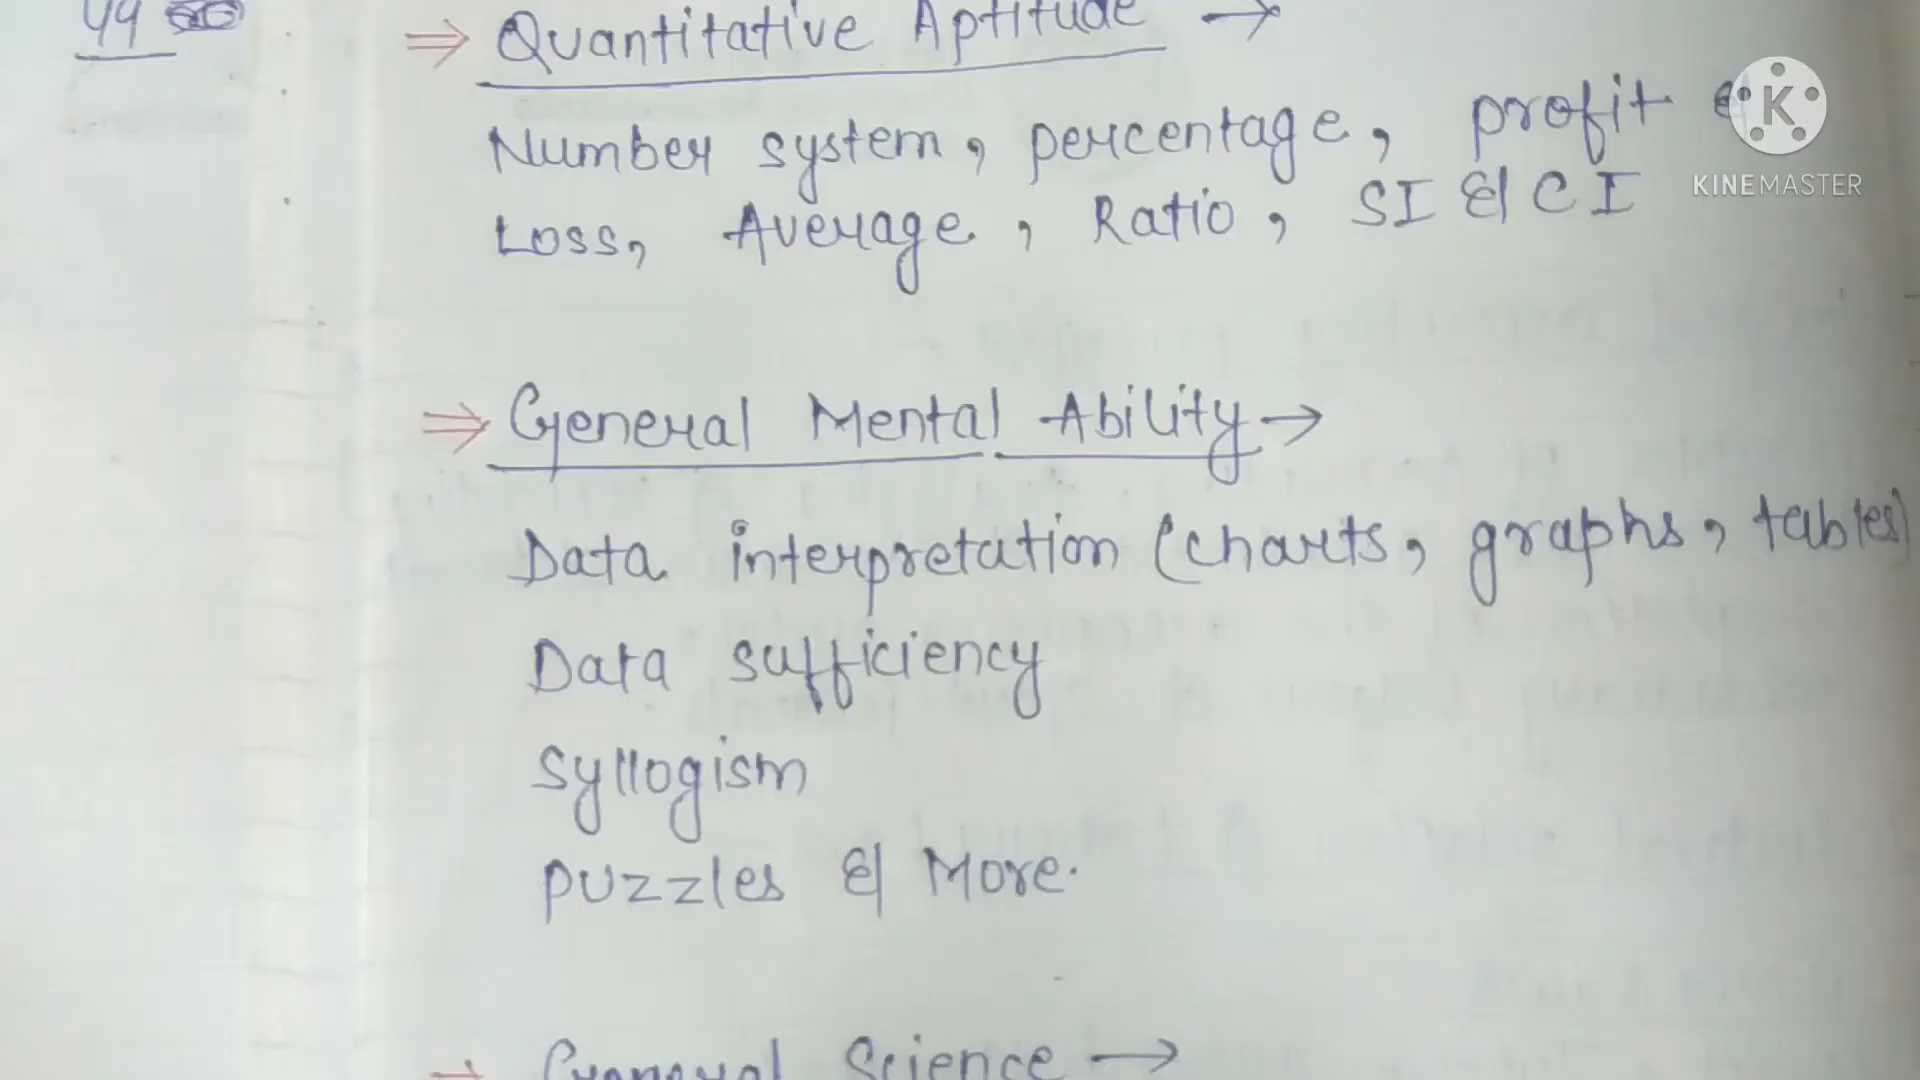 49
⇒ Quantitative Aptitude →
Number system, percentage, profit &
Loss, Average, Ratio, SI & CI
KINEMASTER
⇒ General Mental Ability →
Data interpretation (charts, graphs, tables)
Data sufficiency
Syllogism
Puzzles & More.
⇒ General Science →